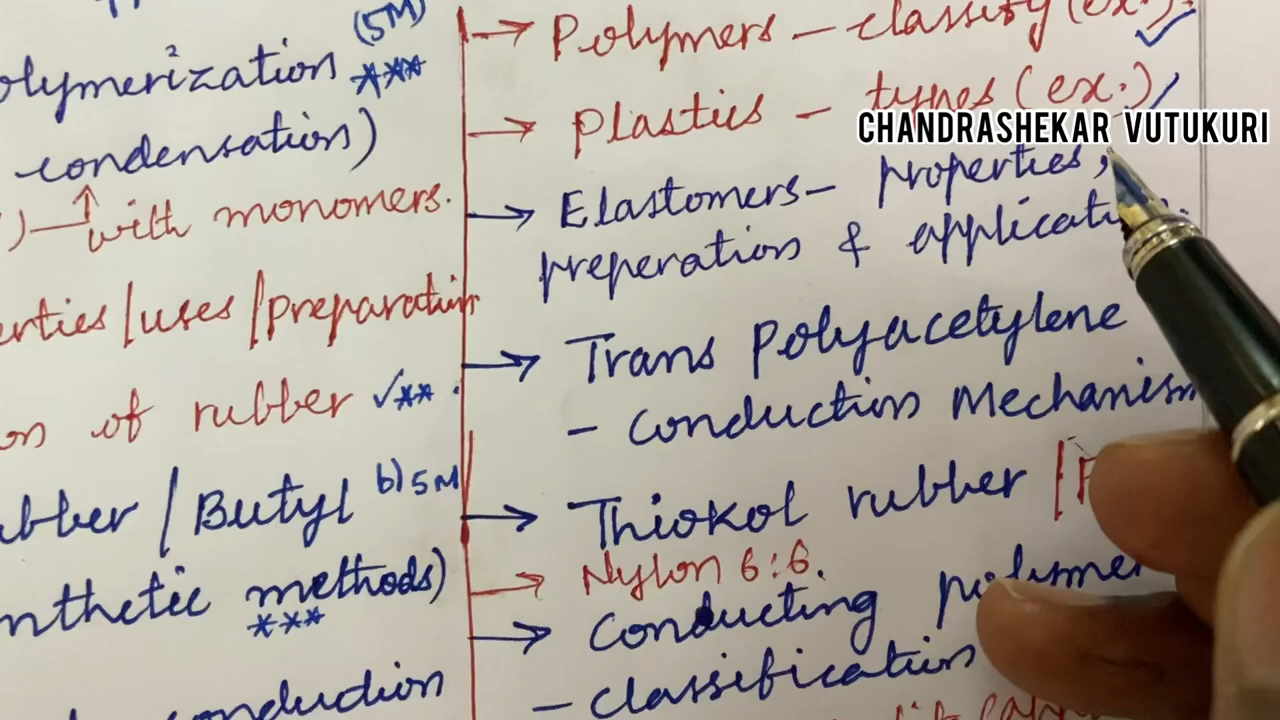 (5M)
olymerization ***
condensation)
) — with monomers.
erties/uses/preparation
on of rubber ✓**.
ubber / Butyl b) 5M
nthetic methods)
***
conduction
→ Polymers – classify (ex.). ✓
→ Plastics – types (ex.) ✓
CHANDRASHEKAR VUTUKURI
→ Elastomers – properties,
preperation & applicati
→ Trans Polyacetylene
– Conduction Mechanism
→ Thiokol rubber /
→ Nylon 6:6.
→ Conducting polymer
– classification